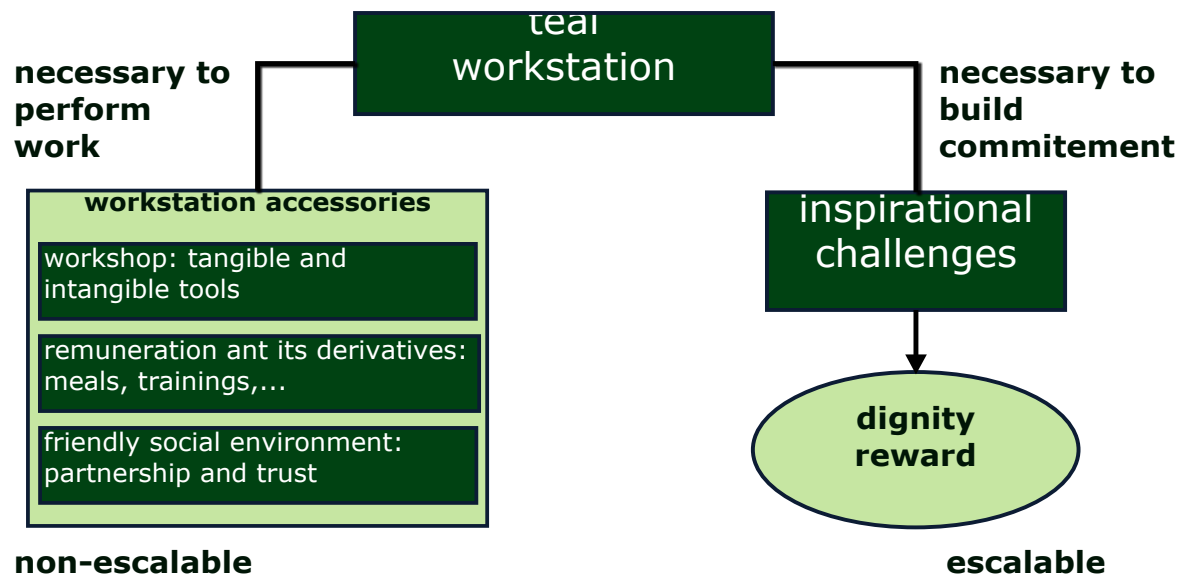 teal
workstation
necessary to
perform
work
necessary to
build
commitement
workstation accessories
workshop: tangible and
intangible tools
remuneration ant its derivatives:
meals, trainings,...
friendly social environment:
partnership and trust
non-escalable
inspirational
challenges
dignity
reward
escalable